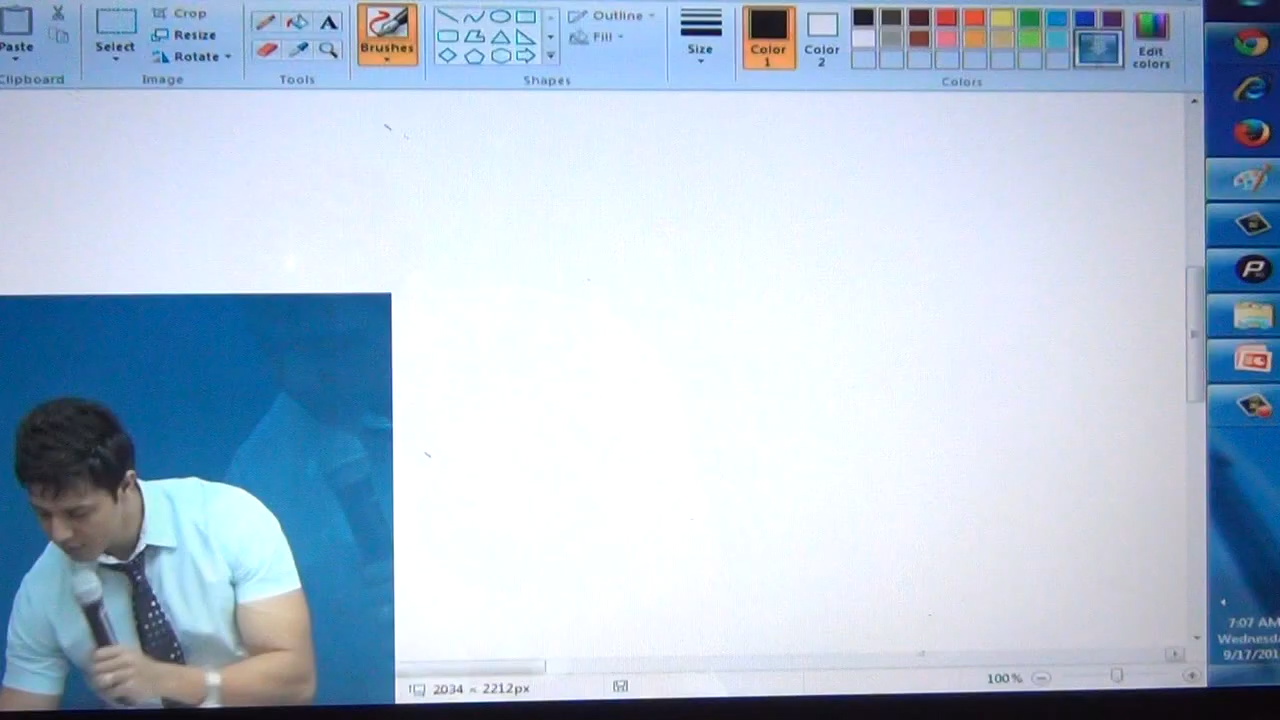 Paste
Clipboard
Select
Crop
Resize
Rotate
Image
A
Tools
Brushes
Shapes
Outline
Fill
Size
Color 1
Color 2
Edit colors
Colors
P
7:07 AM
Wednesda
9/17/201
2034 × 2212px
100%